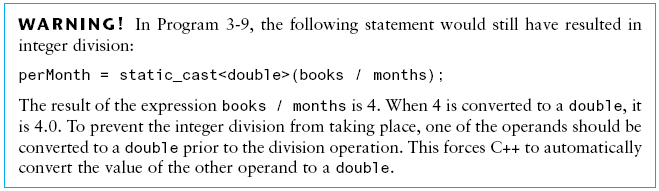 WARNING! In Program 3-9, the following statement would still have resulted in
integer division:
perMonth = static_cast<double>(books / months);
The result of the expression books / months is 4. When 4 is converted to a double, it
is 4.0. To prevent the integer division from taking place, one of the operands should be
converted to a double prior to the division operation. This forces C++ to automatically
convert the value of the other operand to a double.